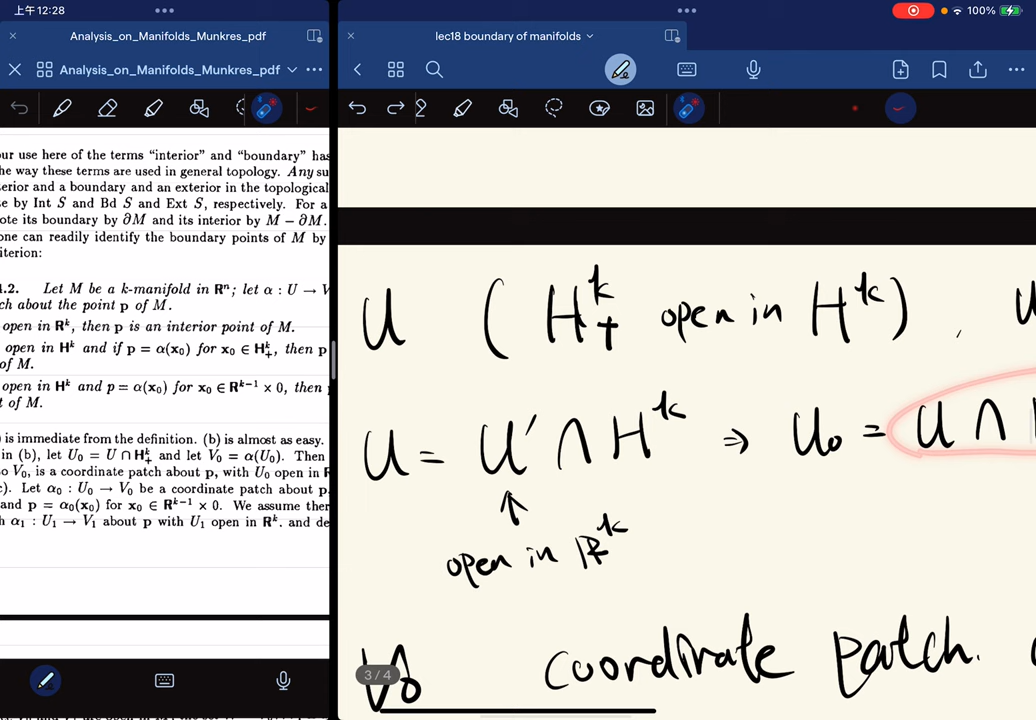 上午12:28
100%
Analysis_on_Manifolds_Munkres_pdf
lec18 boundary of manifolds
Analysis_on_Manifolds_Munkres_pdf
ur use here of the terms “interior” and “boundary” has
he way these terms are used in general topology. Any su
erior and a boundary and an exterior in the topological
e by Int S and Bd S and Ext S, respectively. For a
ote its boundary by ∂M and its interior by M − ∂M.
one can readily identify the boundary points of M by
iterion:
1.2. Let M be a k-manifold in Rⁿ; let α : U → V
ch about the point p of M.
open in Rᵏ, then p is an interior point of M.
open in Hᵏ and if p = α(x₀) for x₀ ∈ Hᵏ₊, then p
of M.
open in Hᵏ and p = α(x₀) for x₀ ∈ Rᵏ⁻¹ × 0, then
t of M.
) is immediate from the definition. (b) is almost as easy.
in (b), let U₀ = U ∩ Hᵏ₊ and let V₀ = α(U₀). Then
o V₀, is a coordinate patch about p, with U₀ open in R
c). Let α₀ : U₀ → V₀ be a coordinate patch about p.
and p = α₀(x₀) for x₀ ∈ Rᵏ⁻¹ × 0. We assume ther
h α₁ : U₁ → V₁ about p with U₁ open in Rᵏ. and de
U ( Hᵏ₊ open in Hᵏ ) , U
U = U' ∩ Hᵏ ⇒ U₀ = U ∩
↑
open in ℝᵏ
V₀ coordinate patch.
3 / 4